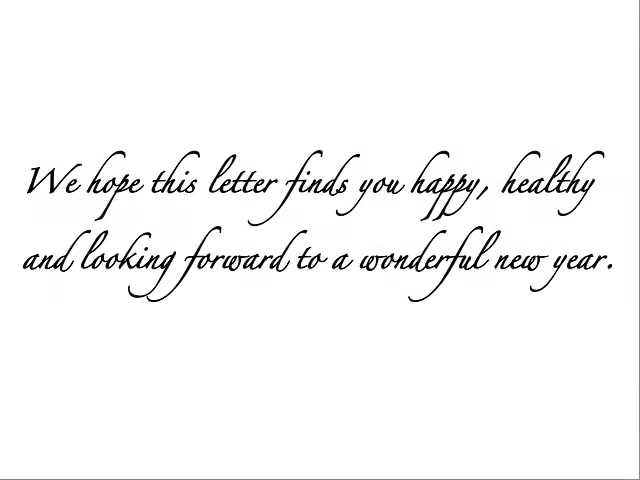 We hope this letter finds you happy, healthy
and looking forward to a wonderful new year.